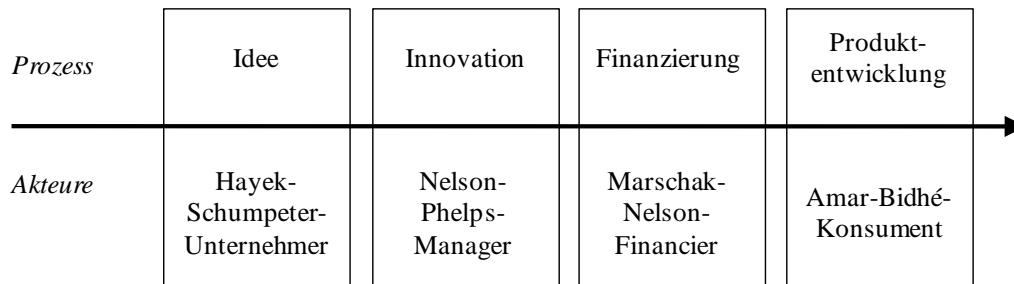 Prozess
Idee
Innovation
Finanzierung
Produkt-
entwicklung
Akteure
Hayek-
Schumpeter-
Unternehmer
Nelson-
Phelps-
Manager
Marschak-
Nelson-
Financier
Amar-Bidhé-
Konsument